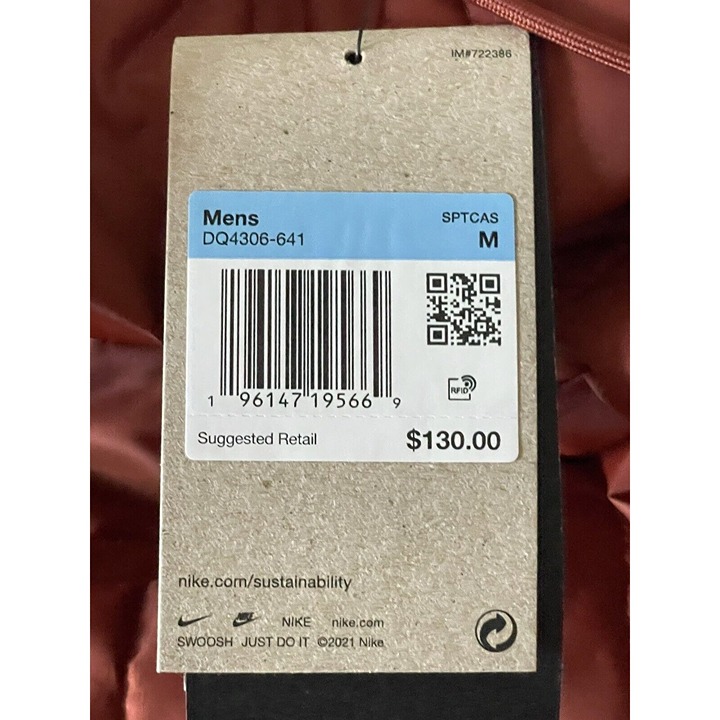 IM#722386
Mens SPTCAS
DQ4306-641 M
RFID
1 96147 19566 9
Suggested Retail $130.00
nike.com/sustainability
NIKE nike.com
SWOOSH JUST DO IT ©2021 Nike